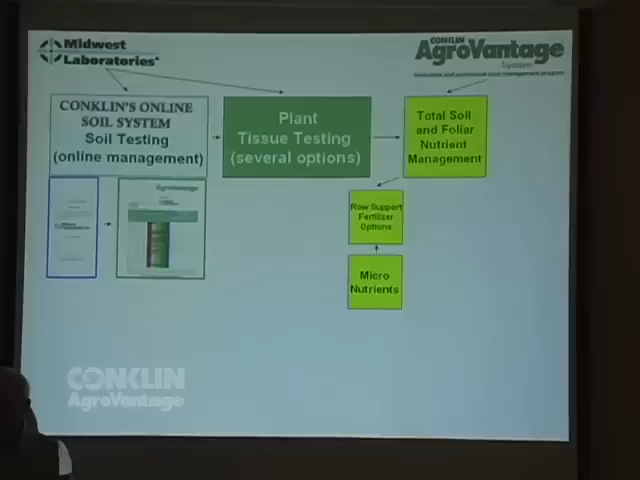 Midwest
Laboratories
CONKLIN
AgroVantage
System
CONKLIN'S ONLINE
SOIL SYSTEM
Soil Testing
(online management)
Plant
Tissue Testing
(several options)
Total Soil
and Foliar
Nutrient
Management
Row Support
Fertilizer
Options
Micro
Nutrients
CONKLIN
AgroVantage